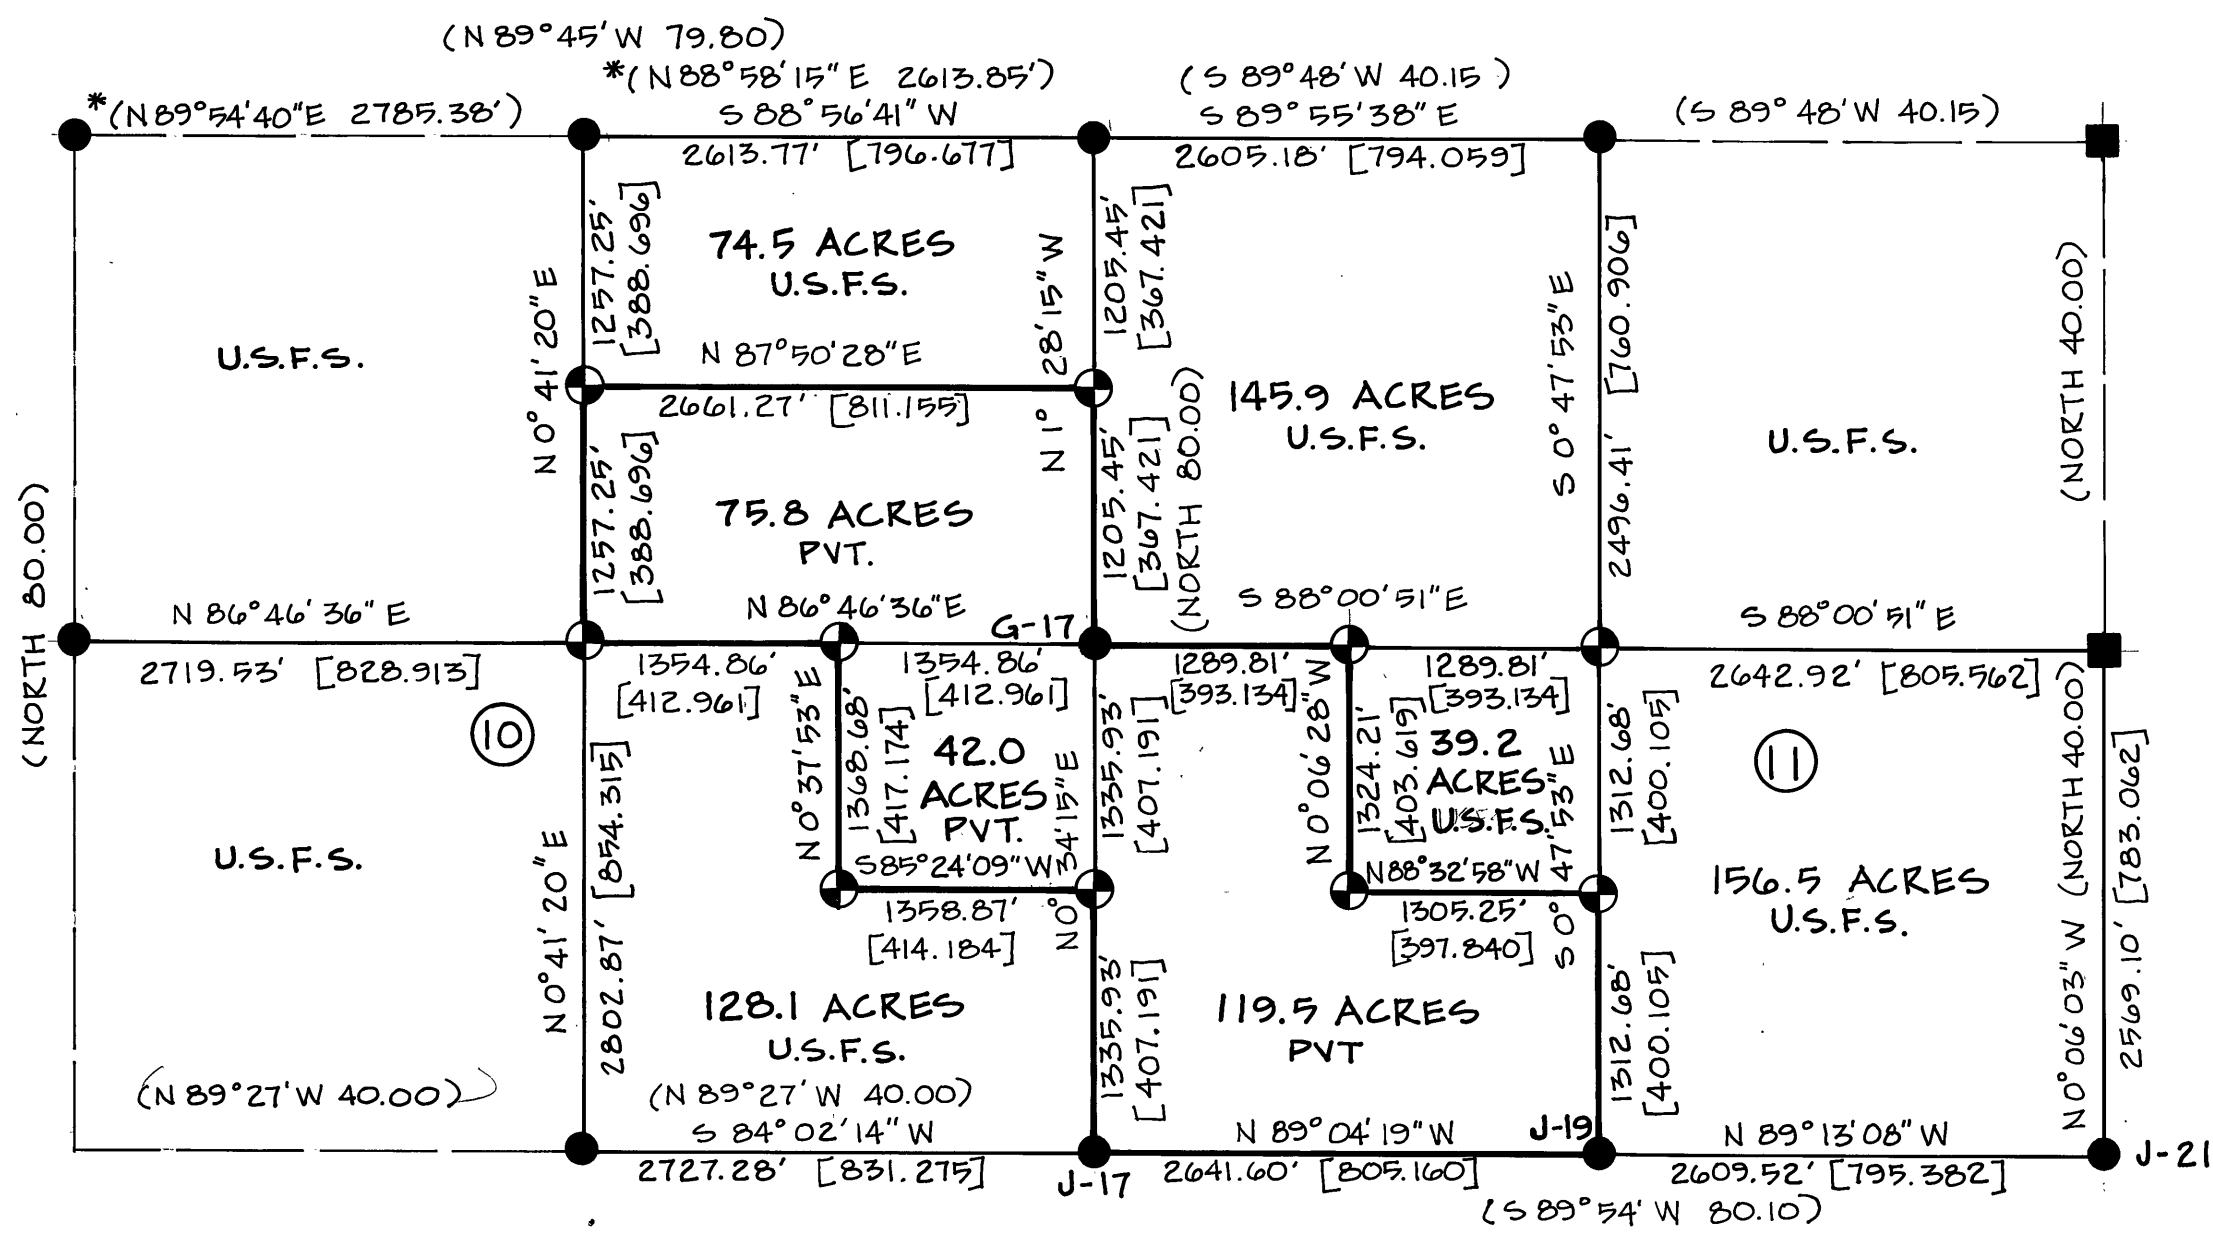 (N 89°45' W 79.80)
*(N 88°58'15" E 2613.85')
(S 89°48' W 40.15 )
*(N 89°54'40"E 2785.38')
S 88°56'41" W
S 89°55'38" E
(S 89°48' W 40.15)
2613.77' [796.677]
2605.18' [794.059]
1257.25'
[388.696]
1205.45'
[367.421]
[760.906]
74.5 ACRES
U.S.F.S.
N 0°41'20" E
N 1° 28'15" W
S 0°47'53" E
(NORTH 40.00)
U.S.F.S.
N 87°50'28" E
2661.27' [811.155]
145.9 ACRES
U.S.F.S.
U.S.F.S.
1257.25'
[388.696]
1205.45'
[367.421]
(NORTH 80.00)
2496.41'
75.8 ACRES
PVT.
(NORTH 80.00)
N 86°46'36" E
N 86°46'36"E
G-17
S 88°00'51" E
S 88°00'51" E
2719.53' [828.913]
1354.86'
[412.961]
1354.86'
[412.961]
1289.81'
[393.134]
1289.81'
[393.134]
2642.92' [805.562]
10
N 0°37'53" E
1368.68'
[417.174]
42.0
ACRES
PVT.
N 0° 34'15" E
1335.93'
[407.191]
N 0°06'28" W
1324.21'
[403.619]
39.2
ACRES
U.S.F.S.
S 0° 47'53" E
1312.68'
[400.105]
11
U.S.F.S.
N 0°41'20" E
2802.87' [854.315]
S 85°24'09" W
1358.87'
[414.184]
N 88°32'58" W
1305.25'
[397.840]
156.5 ACRES
U.S.F.S.
N 0°06'03" W (NORTH 40.00)
2569.10' [783.062]
128.1 ACRES
U.S.F.S.
1335.93'
[407.191]
119.5 ACRES
PVT
1312.68'
[400.105]
(N 89°27' W 40.00)
(N 89°27' W 40.00)
S 84°02'14" W
N 89°04'19" W
J-19
N 89°13'08" W
2727.28' [831.275]
J-17
2641.60' [805.160]
2609.52' [795.382]
J-21
(S 89°54' W 80.10)